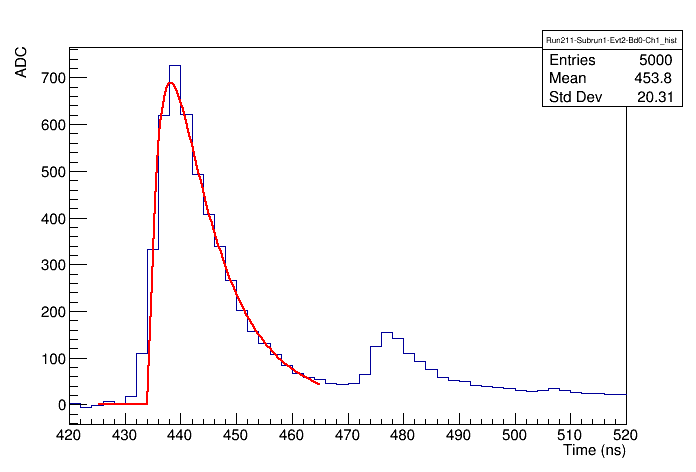 Run211-Subrun1-Evt2-Bd0-Ch1_hist
Entries 5000
Mean 453.8
Std Dev 20.31
ADC
700
600
500
400
300
200
100
0
420 430 440 450 460 470 480 490 500 510 520
Time (ns)